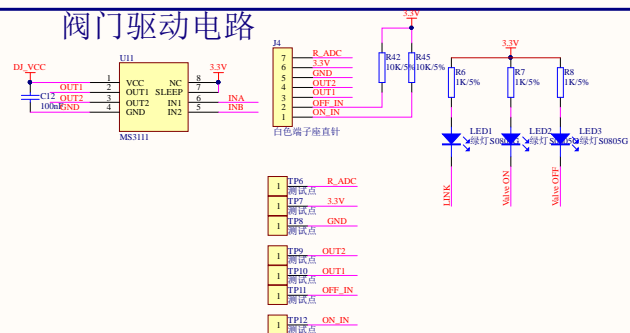 阀门驱动电路
3.3V
U11
J4
DJ_VCC
3.3V
3.3V
1 VCC NC 8
2 OUT1 SLEEP 7
3 OUT2 IN1 6
4 GND IN2 5
OUT1
OUT2
GND
C12
100nF
INA
INB
MS3111
7 R_ADC
6 3.3V
5 GND
4 OUT2
3 OUT1
2 OFF_IN
1 ON_IN
白色端子座直针
R42
10K/5%
R45
10K/5%
R6
1K/5%
R7
1K/5%
R8
1K/5%
LED1
绿灯
LED2
LED3
绿灯S0805G
LINK
Valve ON
Valve OFF
1 TP6 R_ADC
测试点
1 TP7 3.3V
测试点
1 TP8 GND
测试点
1 TP9 OUT2
测试点
1 TP10 OUT1
测试点
1 TP11 OFF_IN
测试点
1 TP12 ON_IN
测试点